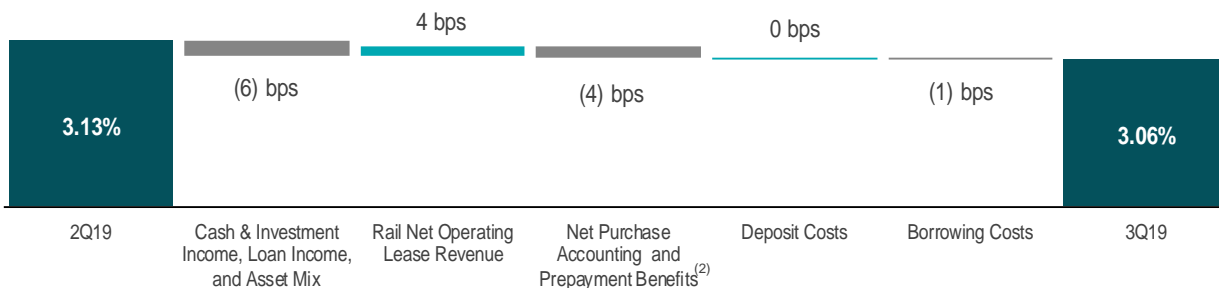 4 bps
0 bps
(6) bps
(4) bps
(1) bps
3.13%
3.06%
2Q19
Cash & Investment
Income, Loan Income,
and Asset Mix
Rail Net Operating
Lease Revenue
Net Purchase
Accounting and
Prepayment Benefits(2)
Deposit Costs
Borrowing Costs
3Q19